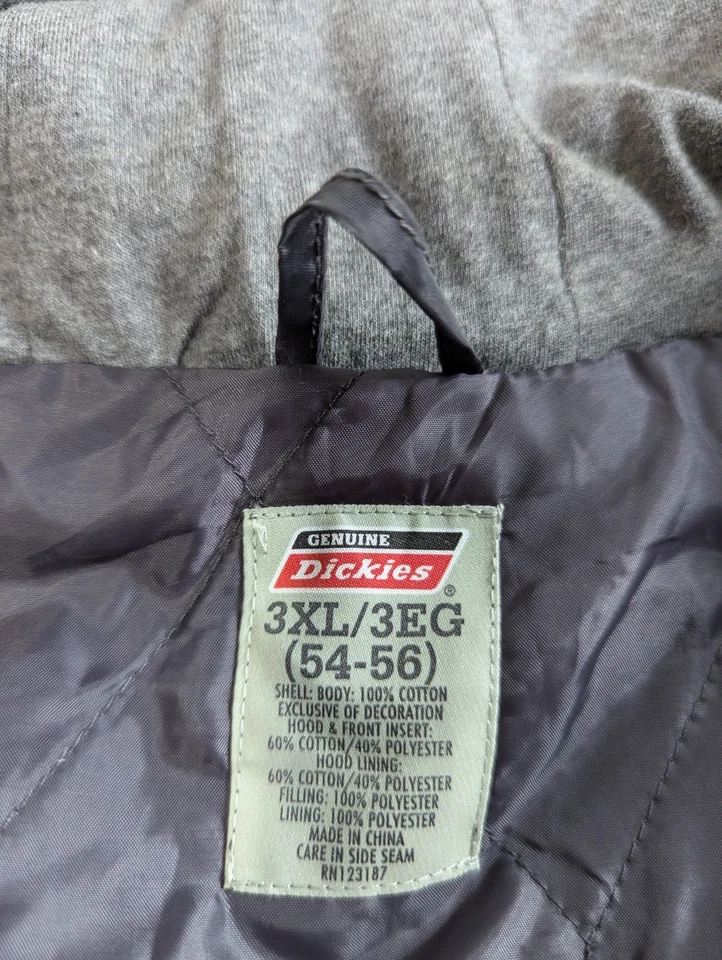 GENUINE
Dickies®
3XL/3EG
(54-56)
SHELL: BODY: 100% COTTON
EXCLUSIVE OF DECORATION
HOOD & FRONT INSERT:
60% COTTON/40% POLYESTER
HOOD LINING:
60% COTTON/40% POLYESTER
FILLING: 100% POLYESTER
LINING: 100% POLYESTER
MADE IN CHINA
CARE IN SIDE SEAM
RN123187